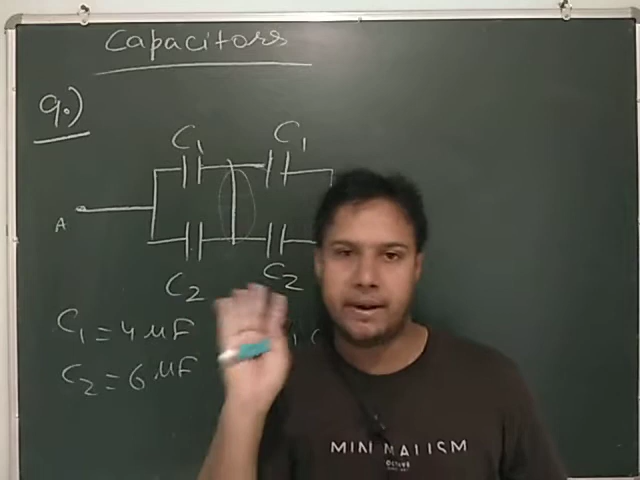 Capacitors
9.)
C1 C1
A
C2 C2
C1 = 4 μF
C2 = 6 μF
MINIMALISM